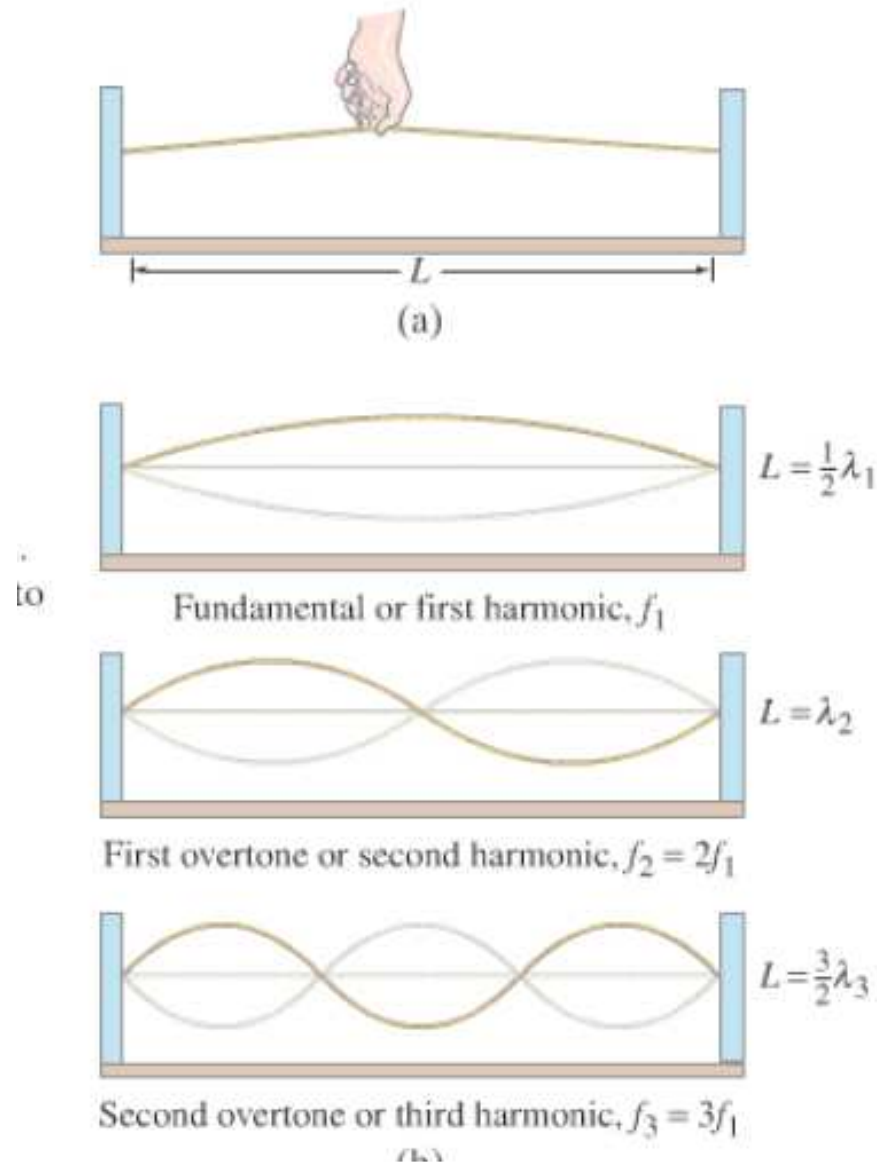 L
(a)
L = 1/2 λ1
to
Fundamental or first harmonic, f1
L = λ2
First overtone or second harmonic, f2 = 2f1
L = 3/2 λ3
Second overtone or third harmonic, f3 = 3f1
(b)